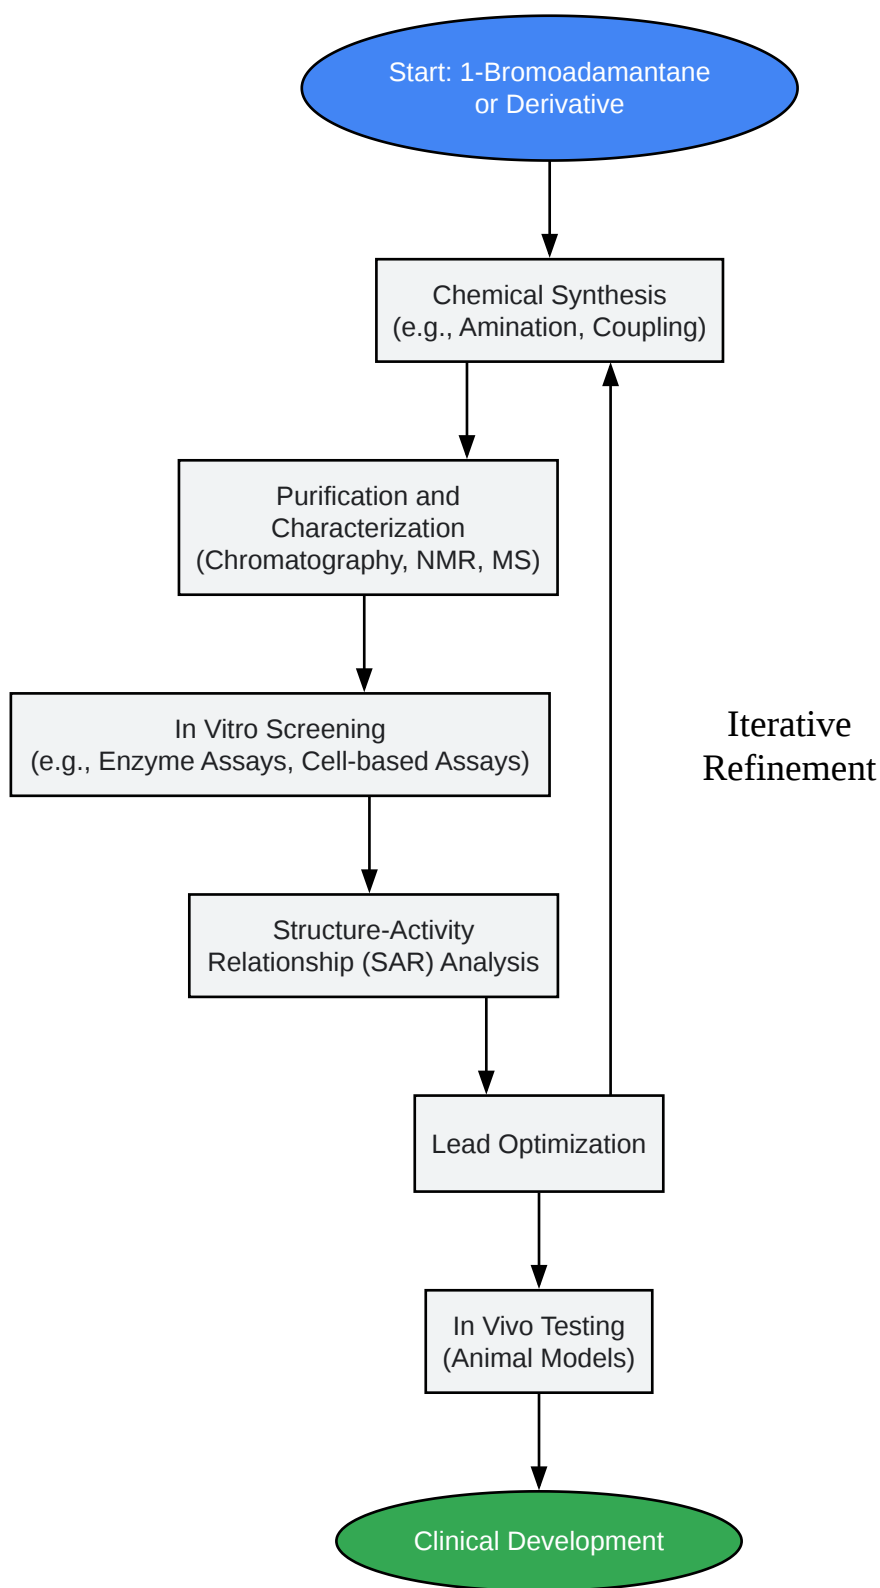 Start: 1-Bromoadamantane
or Derivative
Chemical Synthesis
(e.g., Amination, Coupling)
Purification and
Characterization
(Chromatography, NMR, MS)
In Vitro Screening
(e.g., Enzyme Assays, Cell-based Assays)
Iterative
Refinement
Structure-Activity
Relationship (SAR) Analysis
Lead Optimization
In Vivo Testing
(Animal Models)
Clinical Development